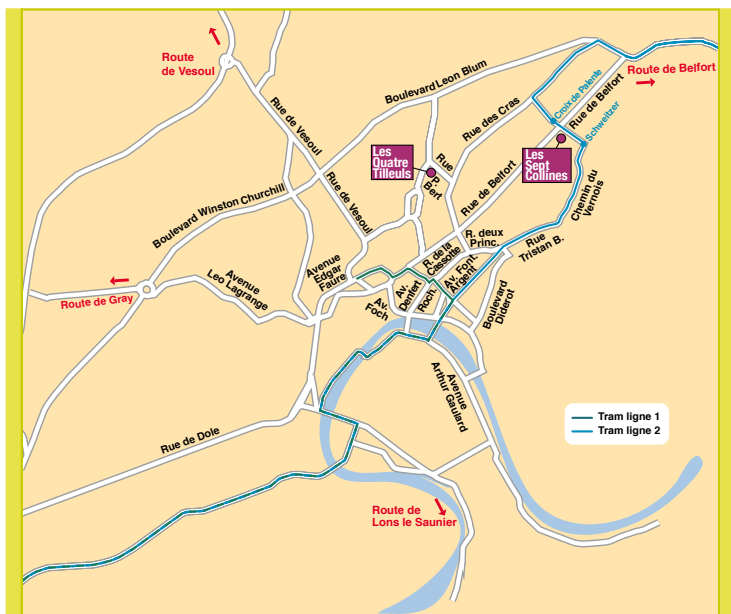 Route
de Vesoul
Route de Belfort
Boulevard Leon Blum
Croix de Palente
Rue de Belfort
Schweitzer
Rue de Vesoul
Rue des Cras
Les
Quatre
Tilleuls
Rue
P.
Bert
Les
Sept
Collines
Rue de Vesoul
Rue de Belfort
Chemin du
Vernois
Boulevard Winston Churchill
R. deux
Princ.
Rue
Tristan B.
R. de la
Cassotte
Avenue
Edgar
Faure
Avenue
Leo Lagrange
Av. Font.
Argent
Av.
Denfert
Roch.
Av.
Foch
Boulevard
Diderot
Route de Gray
Avenue
Arthur Gaulard
Tram ligne 1
Tram ligne 2
Rue de Dole
Route de
Lons le Saunier